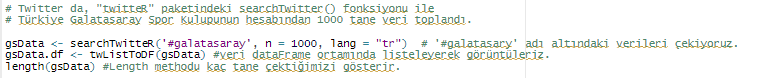 # Twitter da, "twitteR" paketindeki searchTwitter() fonksiyonu ile
# Türkiye Galatasaray Spor Kulupunun hesabından 1000 tane veri toplandı.
gsData <- searchTwitteR('#galatasaray', n = 1000, lang = "tr")  # '#galatasary' adı altındaki verileri çekiyoruz.
gsData.df <- twListToDF(gsData) #veri dataFrame ortamında listeleyerek görüntüleriz.
length(gsData) #Length methodu kaç tane çektiğimizi gösterir.